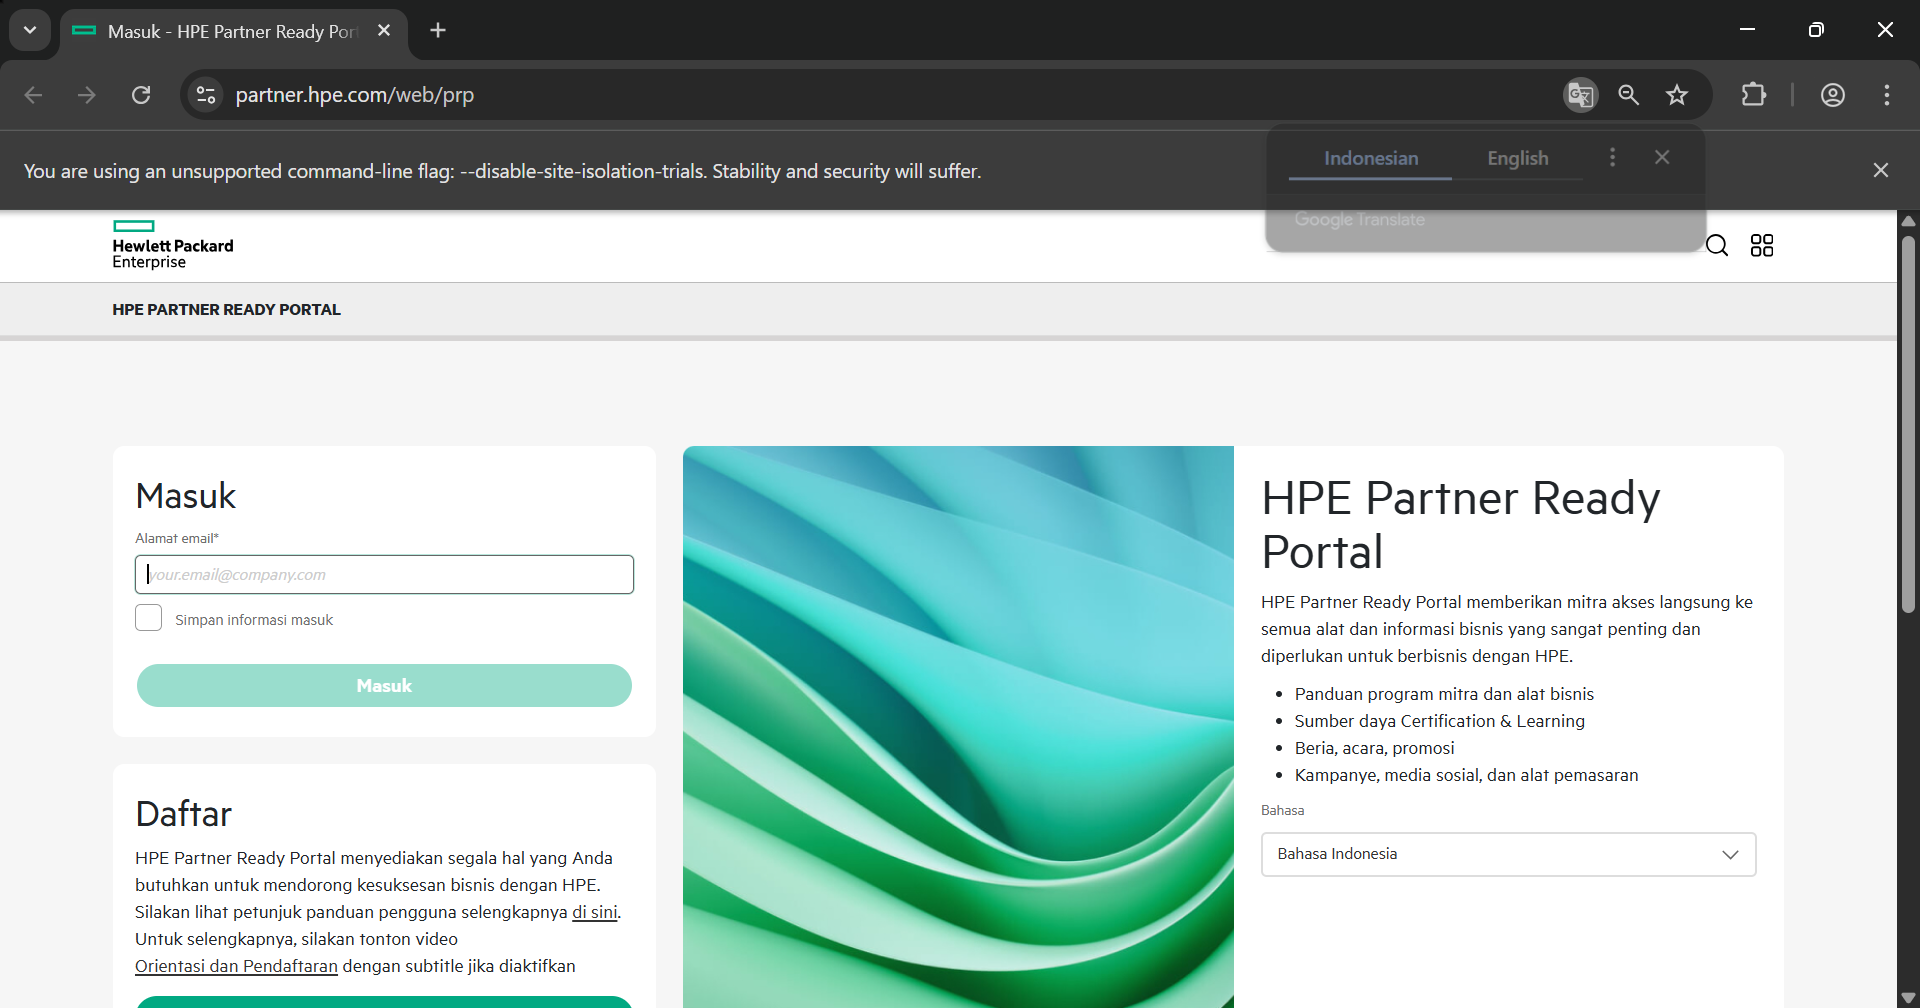 Masuk - HPE Partner Ready Por
partner.hpe.com/web/prp
You are using an unsupported command-line flag: --disable-site-isolation-trials. Stability and security will suffer.
Indonesian
English
Google Translate
Hewlett Packard
Enterprise
HPE PARTNER READY PORTAL
Masuk
Alamat email*
your.email@company.com
Simpan informasi masuk
Masuk
Daftar
HPE Partner Ready Portal menyediakan segala hal yang Anda
butuhkan untuk mendorong kesuksesan bisnis dengan HPE.
Silakan lihat petunjuk panduan pengguna selengkapnya di sini.
Untuk selengkapnya, silakan tonton video
Orientasi dan Pendaftaran dengan subtitle jika diaktifkan
HPE Partner Ready
Portal
HPE Partner Ready Portal memberikan mitra akses langsung ke
semua alat dan informasi bisnis yang sangat penting dan
diperlukan untuk berbisnis dengan HPE.
• Panduan program mitra dan alat bisnis
• Sumber daya Certification & Learning
• Beria, acara, promosi
• Kampanye, media sosial, dan alat pemasaran
Bahasa
Bahasa Indonesia